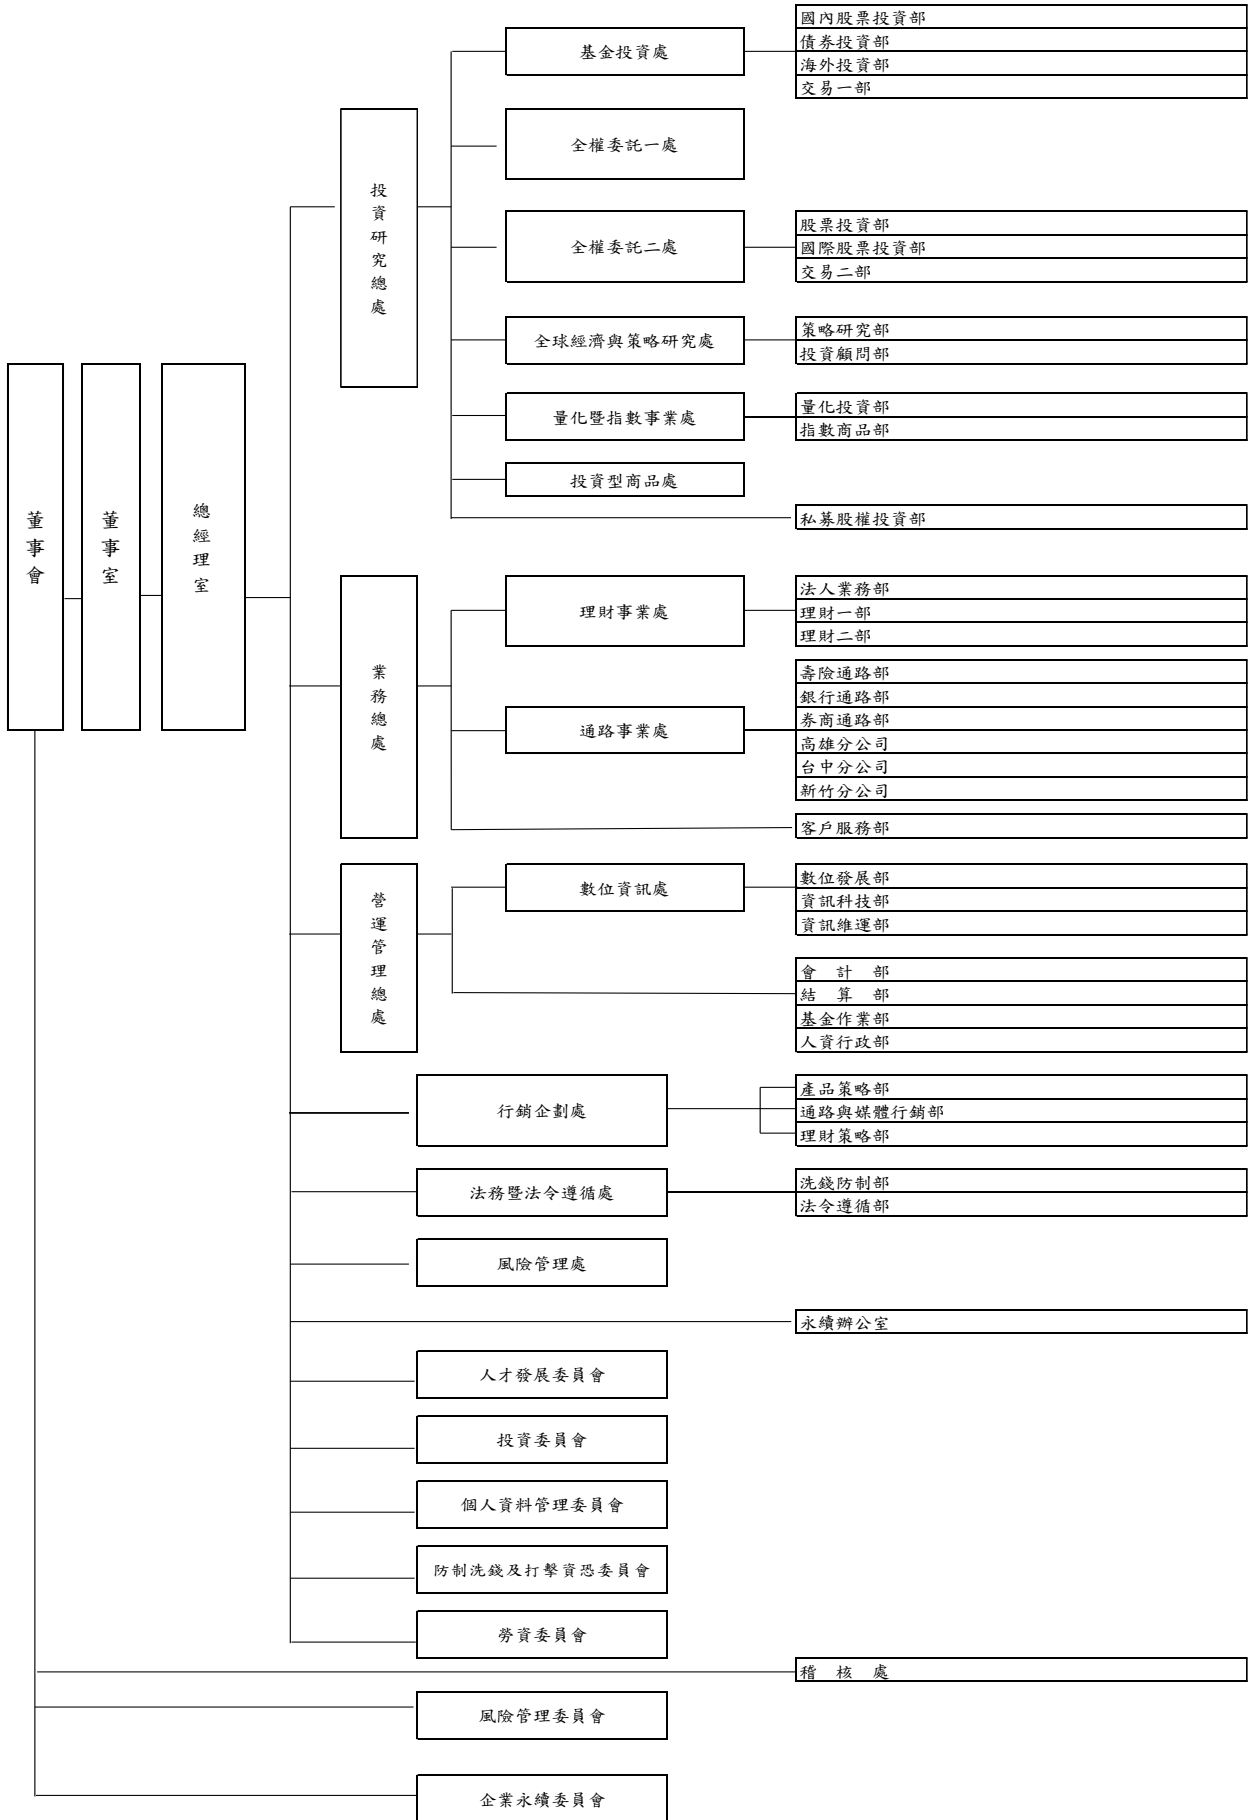 國內股票投資部
基金投資處
債券投資部
海外投資部
交易一部
投資研究總處
全權委託一處
全權委託二處
股票投資部
國際股票投資部
交易二部
全球經濟與策略研究處
策略研究部
投資顧問部
量化暨指數事業處
量化投資部
指數商品部
投資型商品處
私募股權投資部
董事會
董事室
總經理室
業務總處
理財事業處
法人業務部
理財一部
理財二部
通路事業處
壽險通路部
銀行通路部
券商通路部
高雄分公司
台中分公司
新竹分公司
客戶服務部
營運管理總處
數位資訊處
數位發展部
資訊科技部
資訊維運部
會 計 部
結 算 部
基金作業部
人資行政部
行銷企劃處
產品策略部
通路與媒體行銷部
理財策略部
法務暨法令遵循處
洗錢防制部
法令遵循部
風險管理處
永續辦公室
人才發展委員會
投資委員會
個人資料管理委員會
防制洗錢及打擊資恐委員會
勞資委員會
稽 核 處
風險管理委員會
企業永續委員會